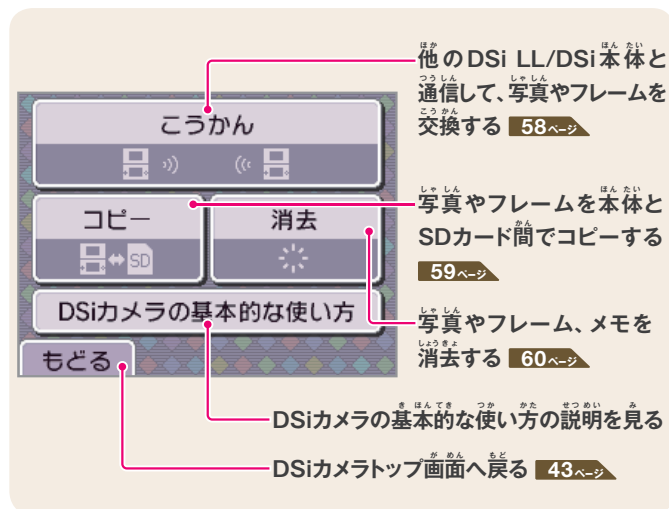 こうかん
コピー
SD
消去
DSiカメラの基本的な使い方
もどる
他のDSi LL/DSi本体と
通信して、写真やフレームを
交換する 58ページ
写真やフレームを本体と
SDカード間でコピーする
59ページ
写真やフレーム、メモを
消去する 60ページ
DSiカメラの基本的な使い方の説明を見る
DSiカメラトップ画面へ戻る 43ページ